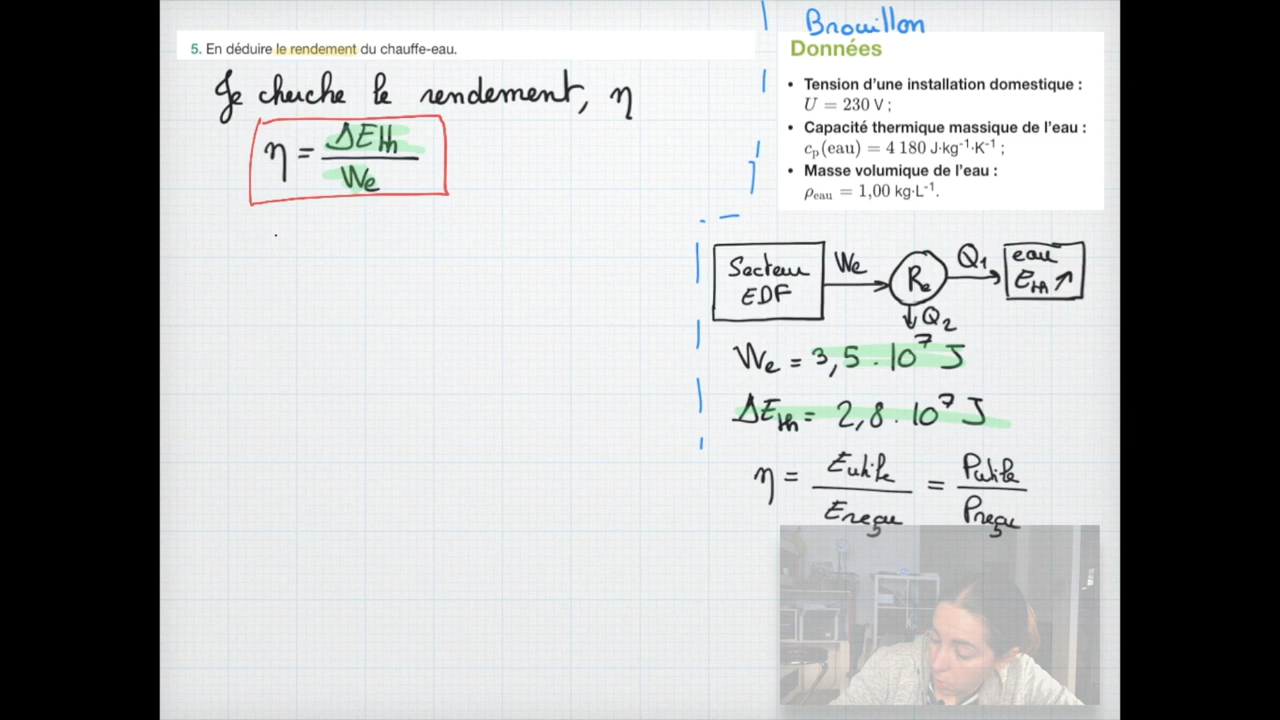 5. En déduire le rendement du chauffe-eau.
Je cherche le rendement, η
η = ΔEth / We
Brouillon
Données
• Tension d'une installation domestique :
U = 230 V ;
• Capacité thermique massique de l'eau :
cp(eau) = 4 180 J·kg⁻¹·K⁻¹ ;
• Masse volumique de l'eau :
ρeau = 1,00 kg·L⁻¹.
Secteur
EDF
We
Re
Q1
Q2
eau
Eth ↗
We = 3,5 . 10⁷ J
ΔEth = 2,8 . 10⁷ J
η = Eutile / Ereçu = Putile / Preçu